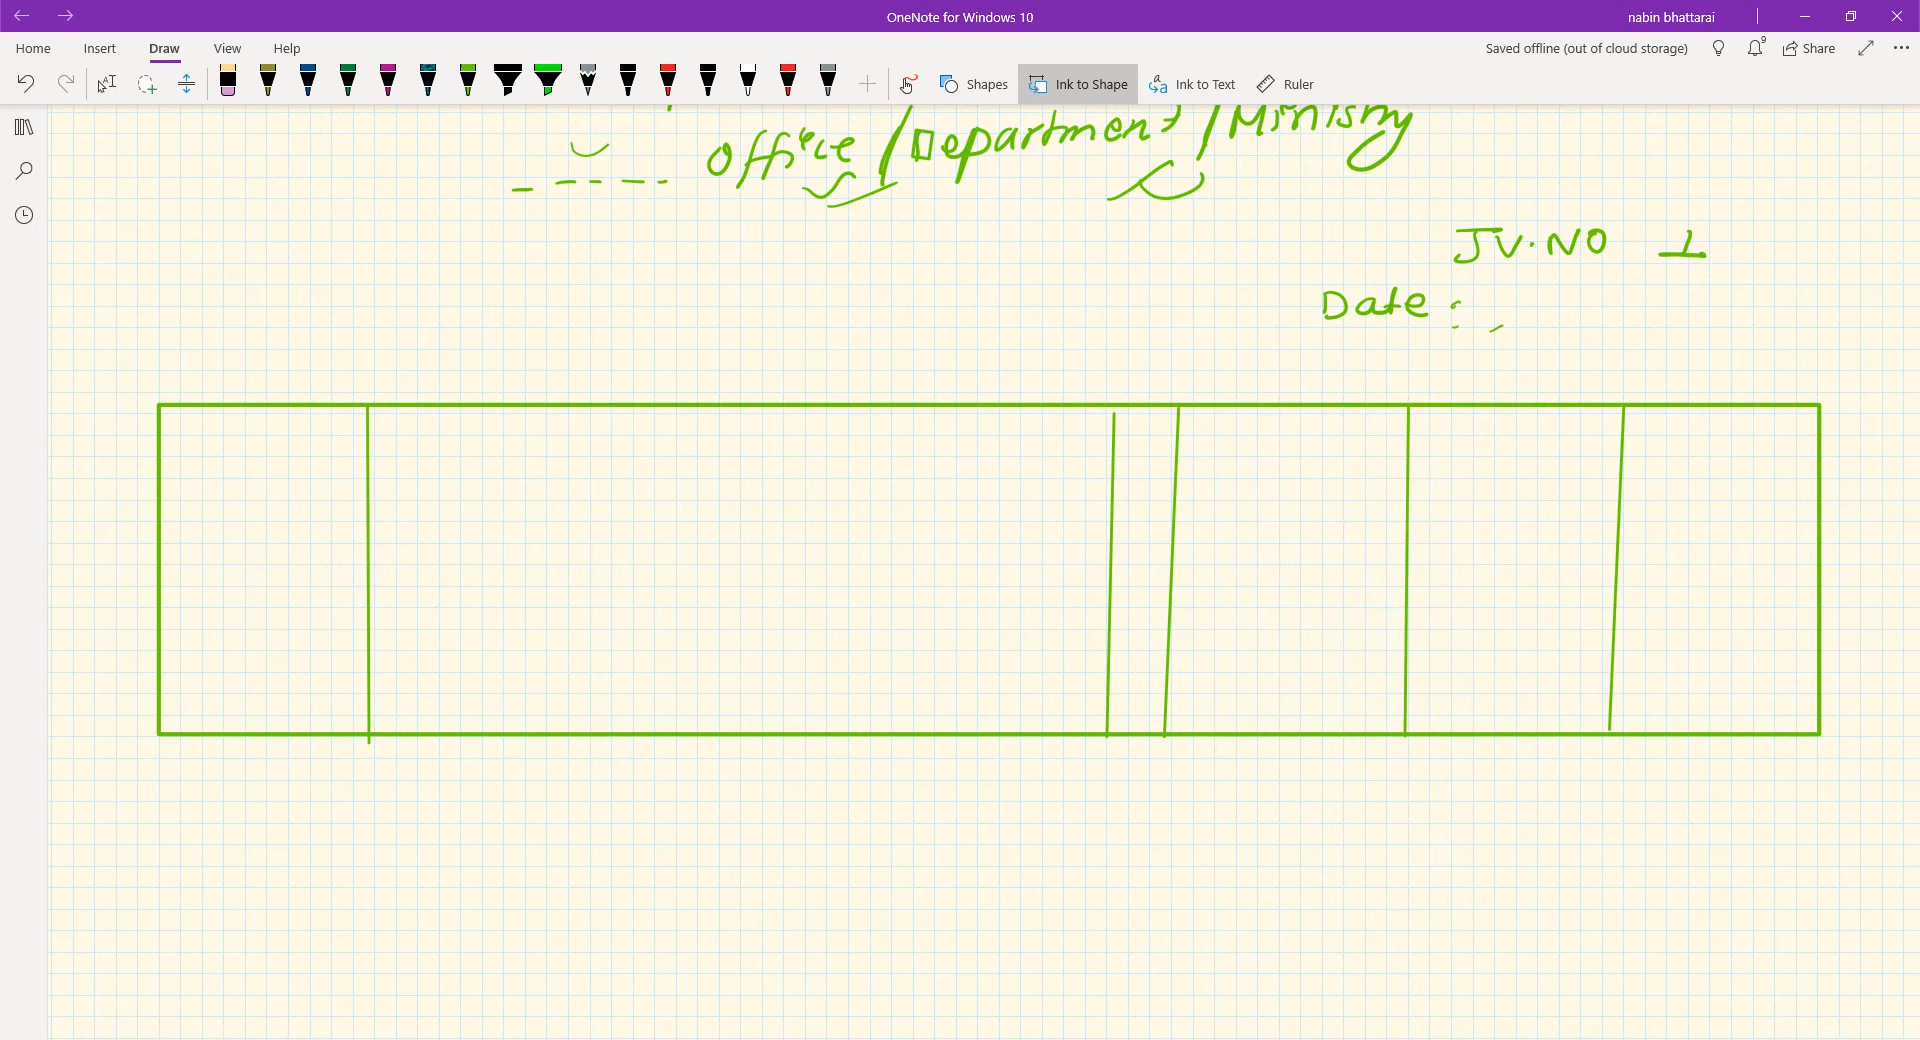 OneNote for Windows 10
nabin bhattarai
Home Insert Draw View Help
Saved offline (out of cloud storage)
9
Share
Shapes
Ink to Shape
Ink to Text
Ruler
----- Office/Department/Ministry
JV.NO 1
Date :